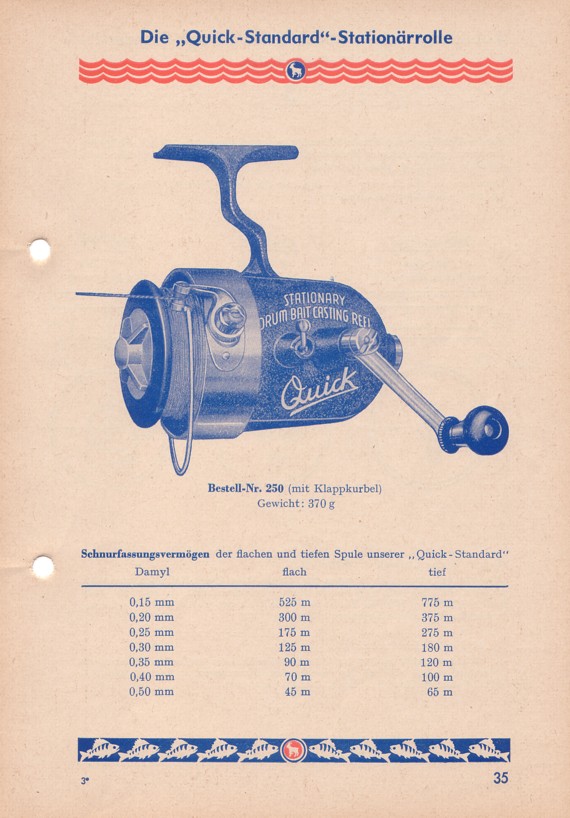 Die „Quick-Standard“-Stationärrolle
STATIONARY
DRUM BAIT CASTING REEL
Quick
Bestell-Nr. 250 (mit Klappkurbel)
Gewicht: 370 g
Schnurfassungsvermögen der flachen und tiefen Spule unserer „Quick-Standard“
Damyl flach tief
0,15 mm 525 m 775 m
0,20 mm 300 m 375 m
0,25 mm 175 m 275 m
0,30 mm 125 m 180 m
0,35 mm 90 m 120 m
0,40 mm 70 m 100 m
0,50 mm 45 m 65 m
3* 35